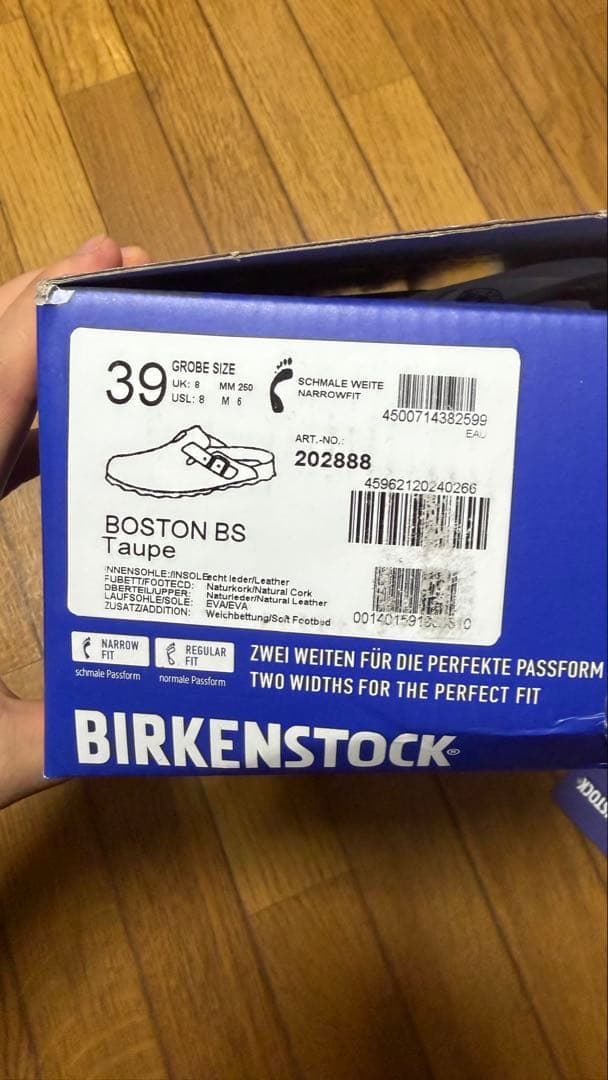 39
GROBE SIZE
UK: 8 MM 250
USL: 8 M 6
SCHMALE WEITE
NARROWFIT
4500714382599
EAU
ART.-NO.:
202888
45962120240266
BOSTON BS
Taupe
INNENSOHLE:/INSOLE echt leder/Leather
FUBETT/FOOTECD: Naturkork/Natural Cork
OBERTEIL/UPPER: Naturleder/Natural Leather
LAUFSOHLE/SOLE: EVA/EVA
ZUSATZ/ADDITION: Weichbettung/Soft Footbed
NARROW FIT
schmale Passform
REGULAR FIT
normale Passform
ZWEI WEITEN FÜR DIE PERFEKTE PASSFORM
TWO WIDTHS FOR THE PERFECT FIT
BIRKENSTOCK®